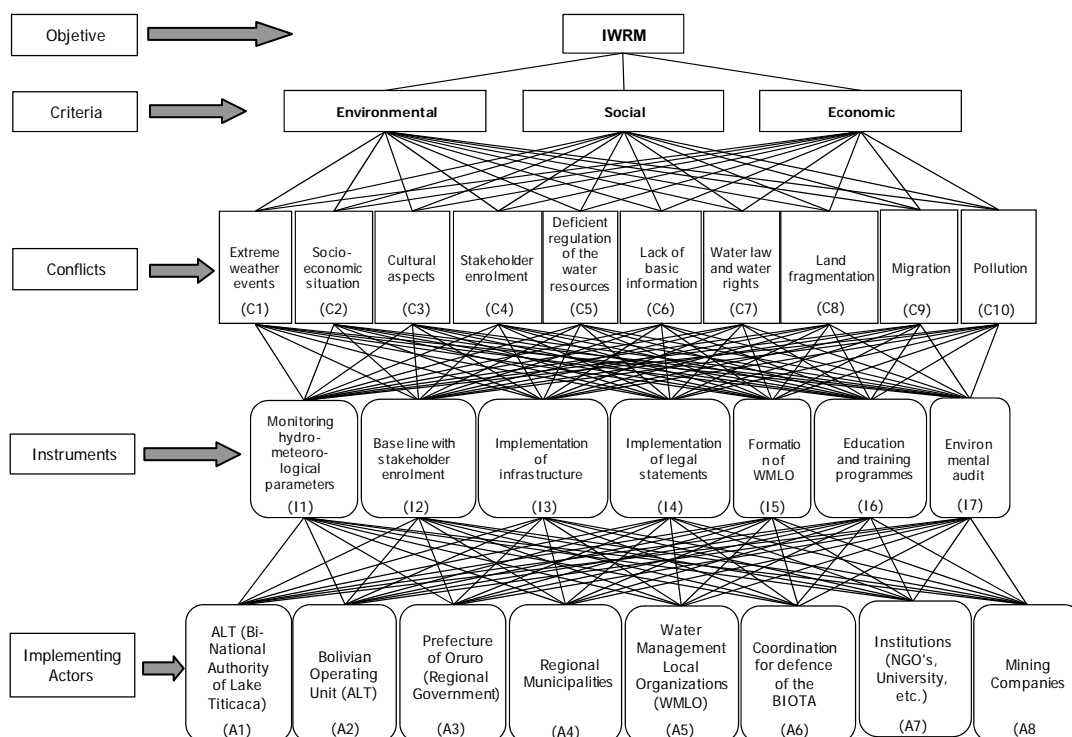 Objetive
IWRM
Criteria
Environmental
Social
Economic
Conflicts
Extreme
weather
events
(C1)
Socio-
economic
situation
(C2)
Cultural
aspects
(C3)
Stakeholder
enrolment
(C4)
Deficient
regulation
of the
water
resources
(C5)
Lack of
basic
information
(C6)
Water law
and water
rights
(C7)
Land
fragmentation
(C8)
Migration
(C9)
Pollution
(C10)
Instruments
Monitoring
hydro-
meteorolo-
gical
parameters
(I1)
Base line with
stakeholder
enrolment
(I2)
Implementation
of
infrastructure
(I3)
Implementation
of legal
statements
(I4)
Formatio
n of
WMLO
(I5)
Education
and training
programmes
(I6)
Environ
mental
audit
(I7)
Implementing
Actors
ALT (Bi-
National
Authority
of Lake
Titicaca)
(A1)
Bolivian
Operating
Unit (ALT)
(A2)
Prefecture
of Oruro
(Regional
Government)
(A3)
Regional
Municipalities
(A4)
Water
Management
Local
Organizations
(WMLO)
(A5)
Coordination
for defence
of the
BIOTA
(A6)
Institutions
(NGO's,
University,
etc.)
(A7)
Mining
Companies
(A8